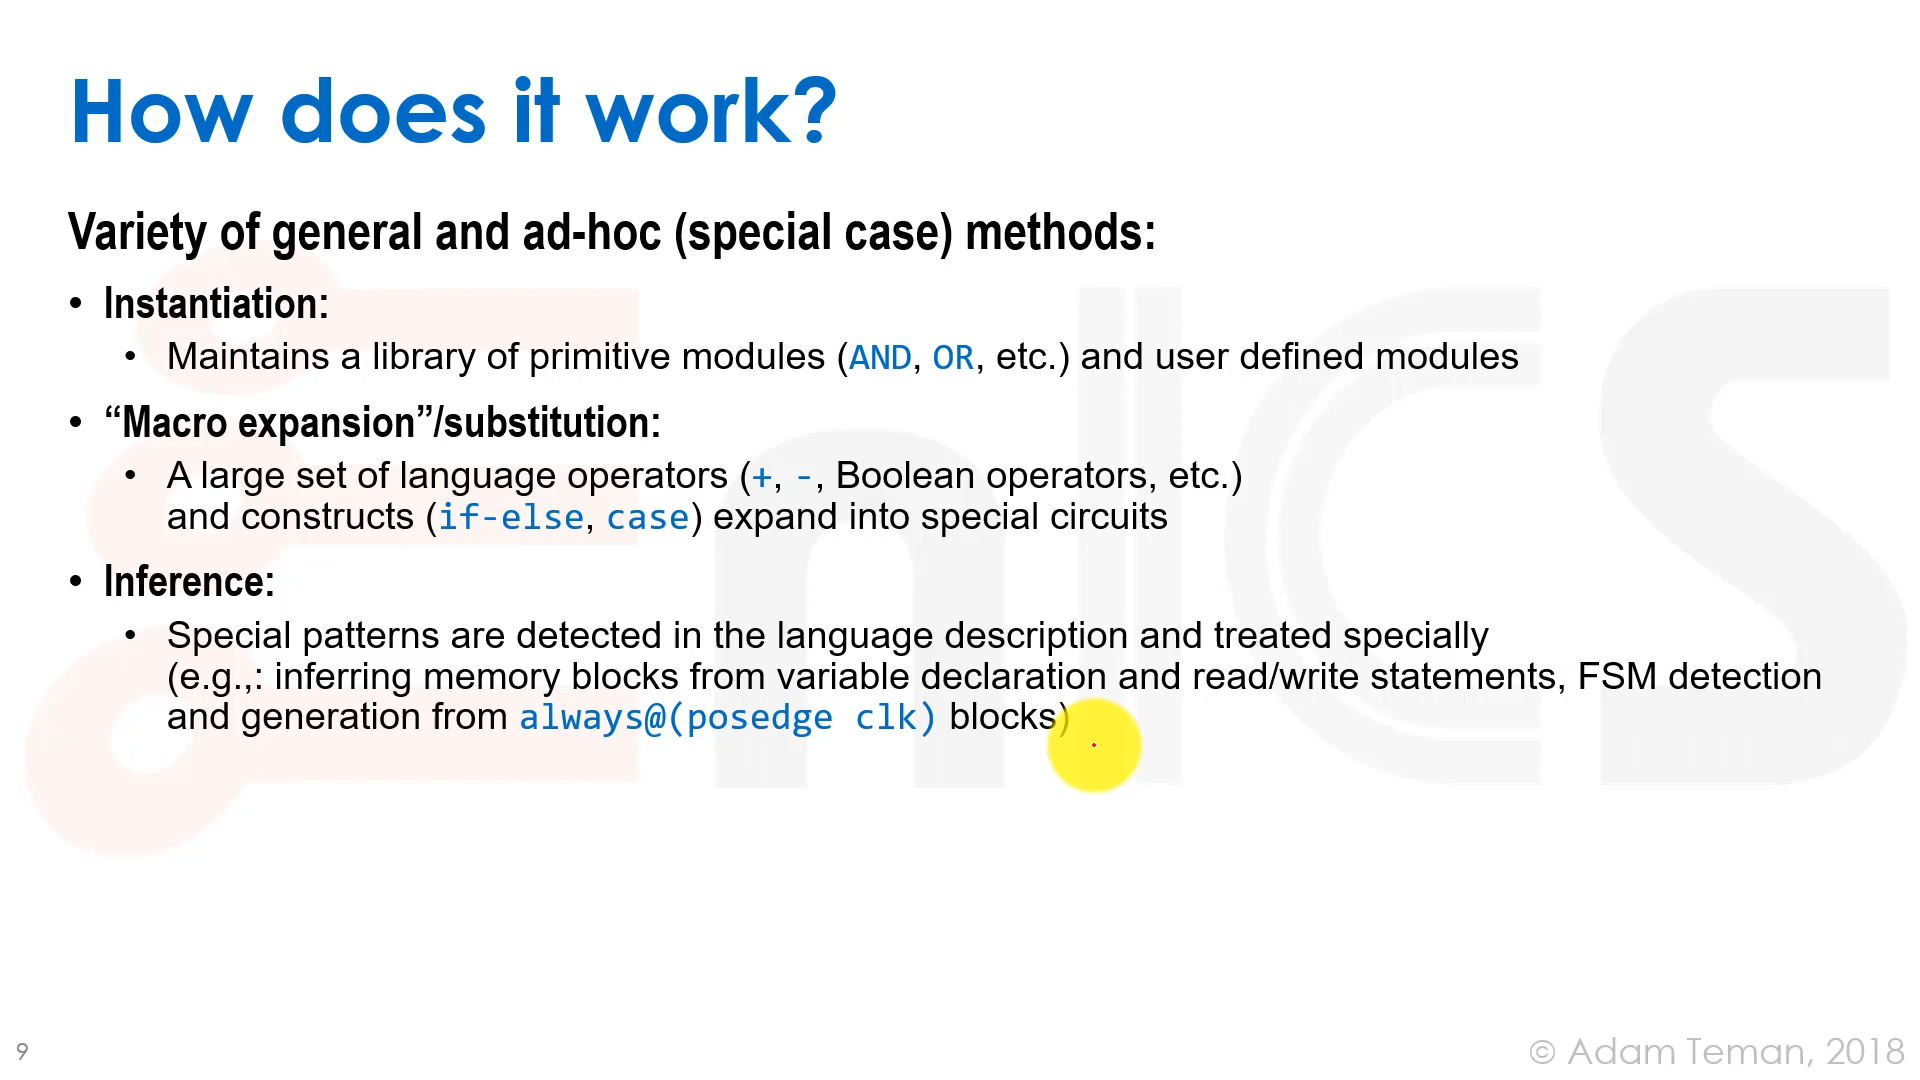 How does it work?
Variety of general and ad-hoc (special case) methods:
• Instantiation:
• Maintains a library of primitive modules (AND, OR, etc.) and user defined modules
• “Macro expansion”/substitution:
• A large set of language operators (+, -, Boolean operators, etc.)
and constructs (if-else, case) expand into special circuits
• Inference:
• Special patterns are detected in the language description and treated specially
(e.g.,: inferring memory blocks from variable declaration and read/write statements, FSM detection
and generation from always@(posedge clk) blocks)
EnICS
9
© Adam Teman, 2018